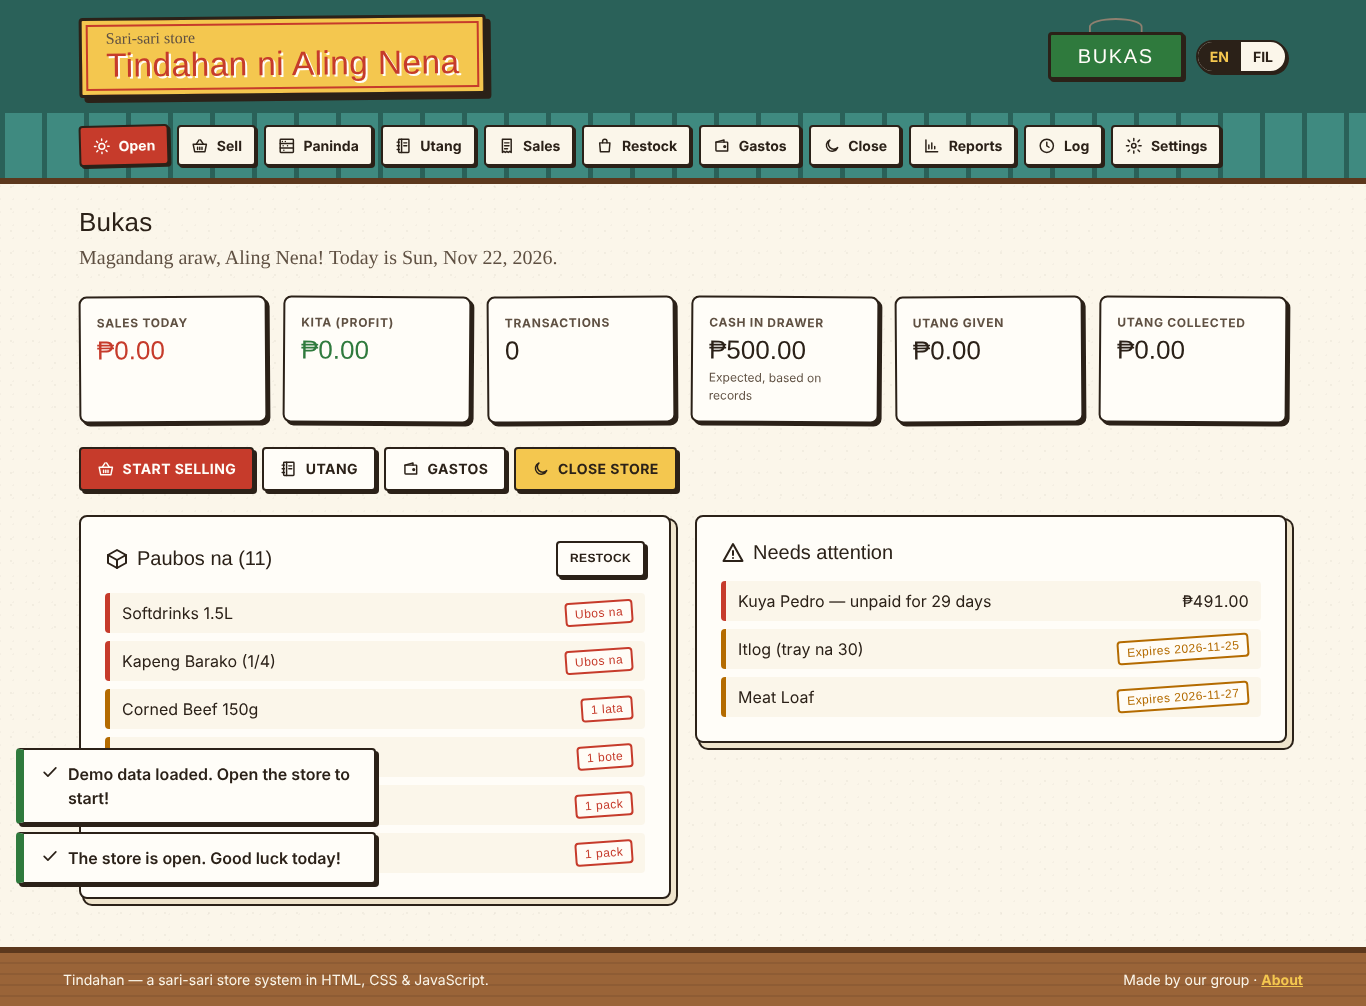 Sari-sari store
Tindahan ni Aling Nena
BUKAS
EN FIL
Open
Sell
Paninda
Utang
Sales
Restock
Gastos
Close
Reports
Log
Settings
Bukas
Magandang araw, Aling Nena! Today is Sun, Nov 22, 2026.
SALES TODAY
₱0.00
KITA (PROFIT)
₱0.00
TRANSACTIONS
0
CASH IN DRAWER
₱500.00
Expected, based on
records
UTANG GIVEN
₱0.00
UTANG COLLECTED
₱0.00
START SELLING
UTANG
GASTOS
CLOSE STORE
Paubos na (11)
RESTOCK
Softdrinks 1.5L Ubos na
Kapeng Barako (1/4) Ubos na
Corned Beef 150g 1 lata
1 bote
1 pack
1 pack
Needs attention
Kuya Pedro — unpaid for 29 days ₱491.00
Itlog (tray na 30) Expires 2026-11-25
Meat Loaf Expires 2026-11-27
Demo data loaded. Open the store to
start!
The store is open. Good luck today!
Tindahan — a sari-sari store system in HTML, CSS & JavaScript.
Made by our group · About